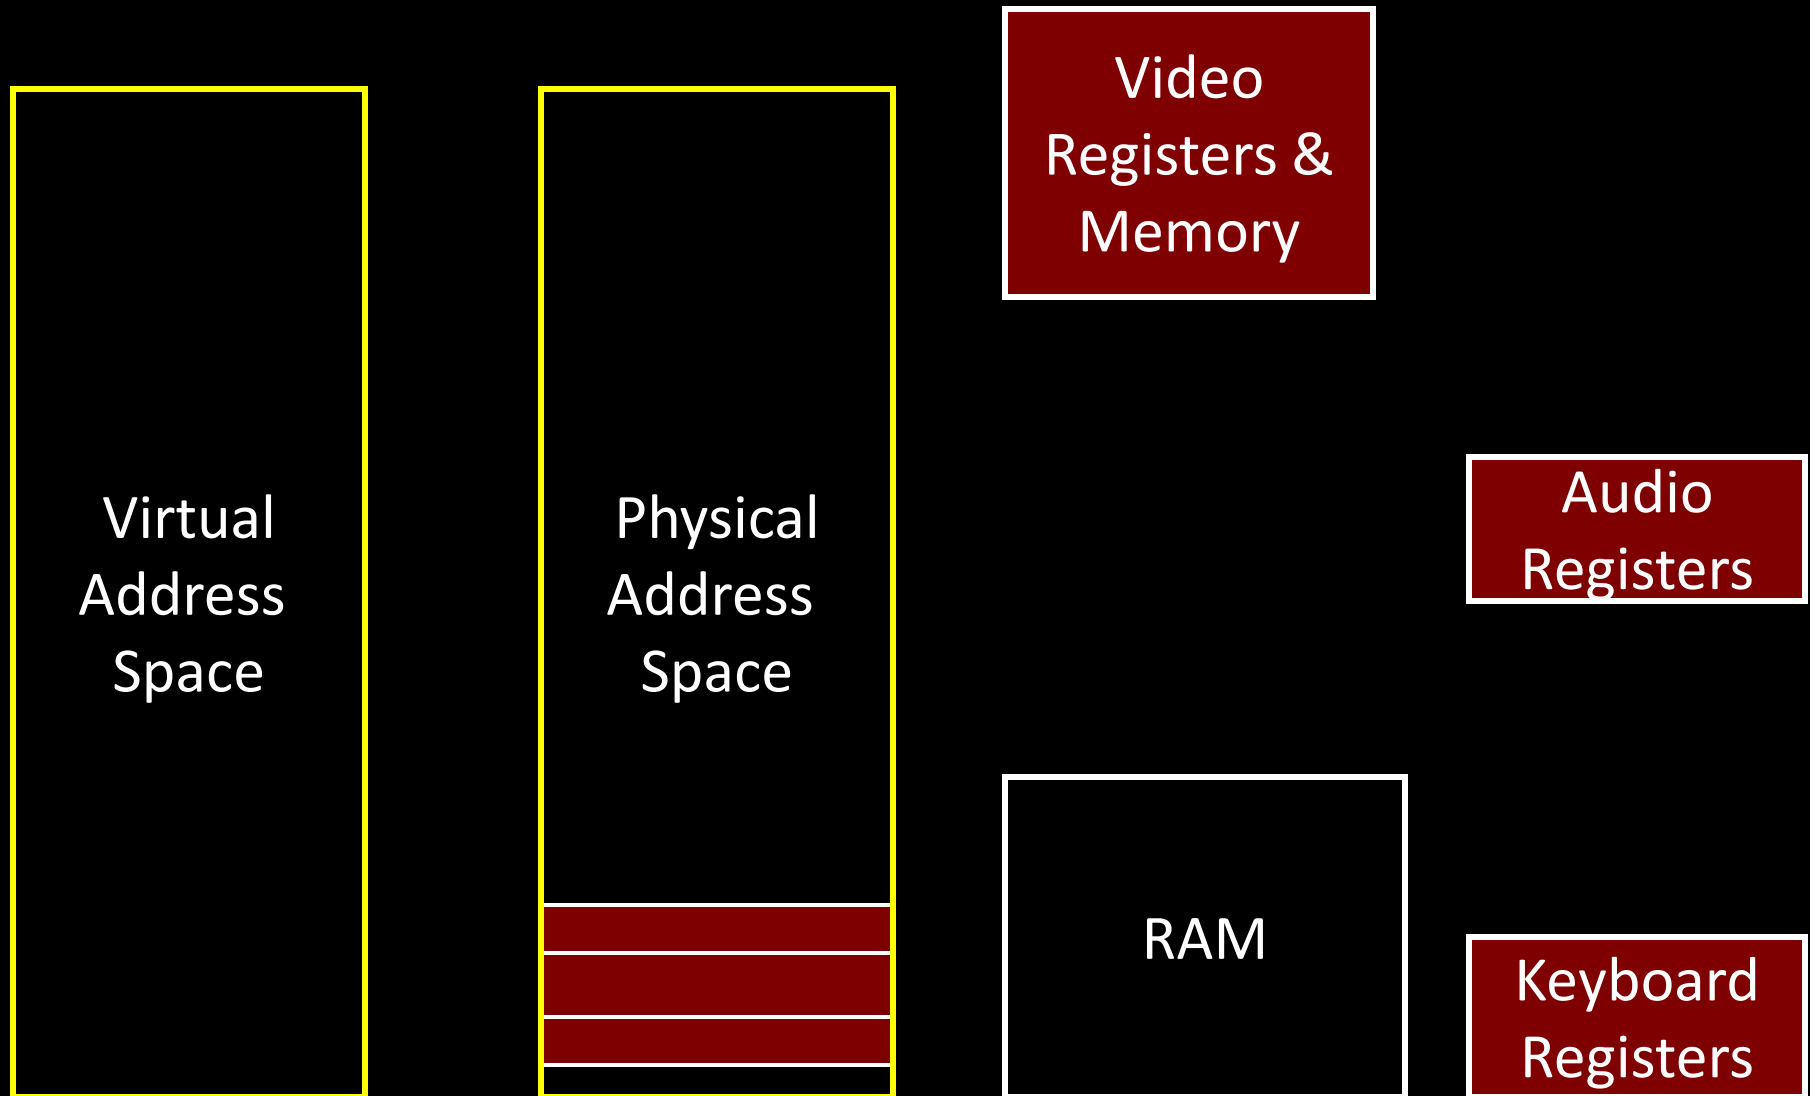 Virtual
Address
Space
Physical
Address
Space
Video
Registers &
Memory
Audio
Registers
RAM
Keyboard
Registers